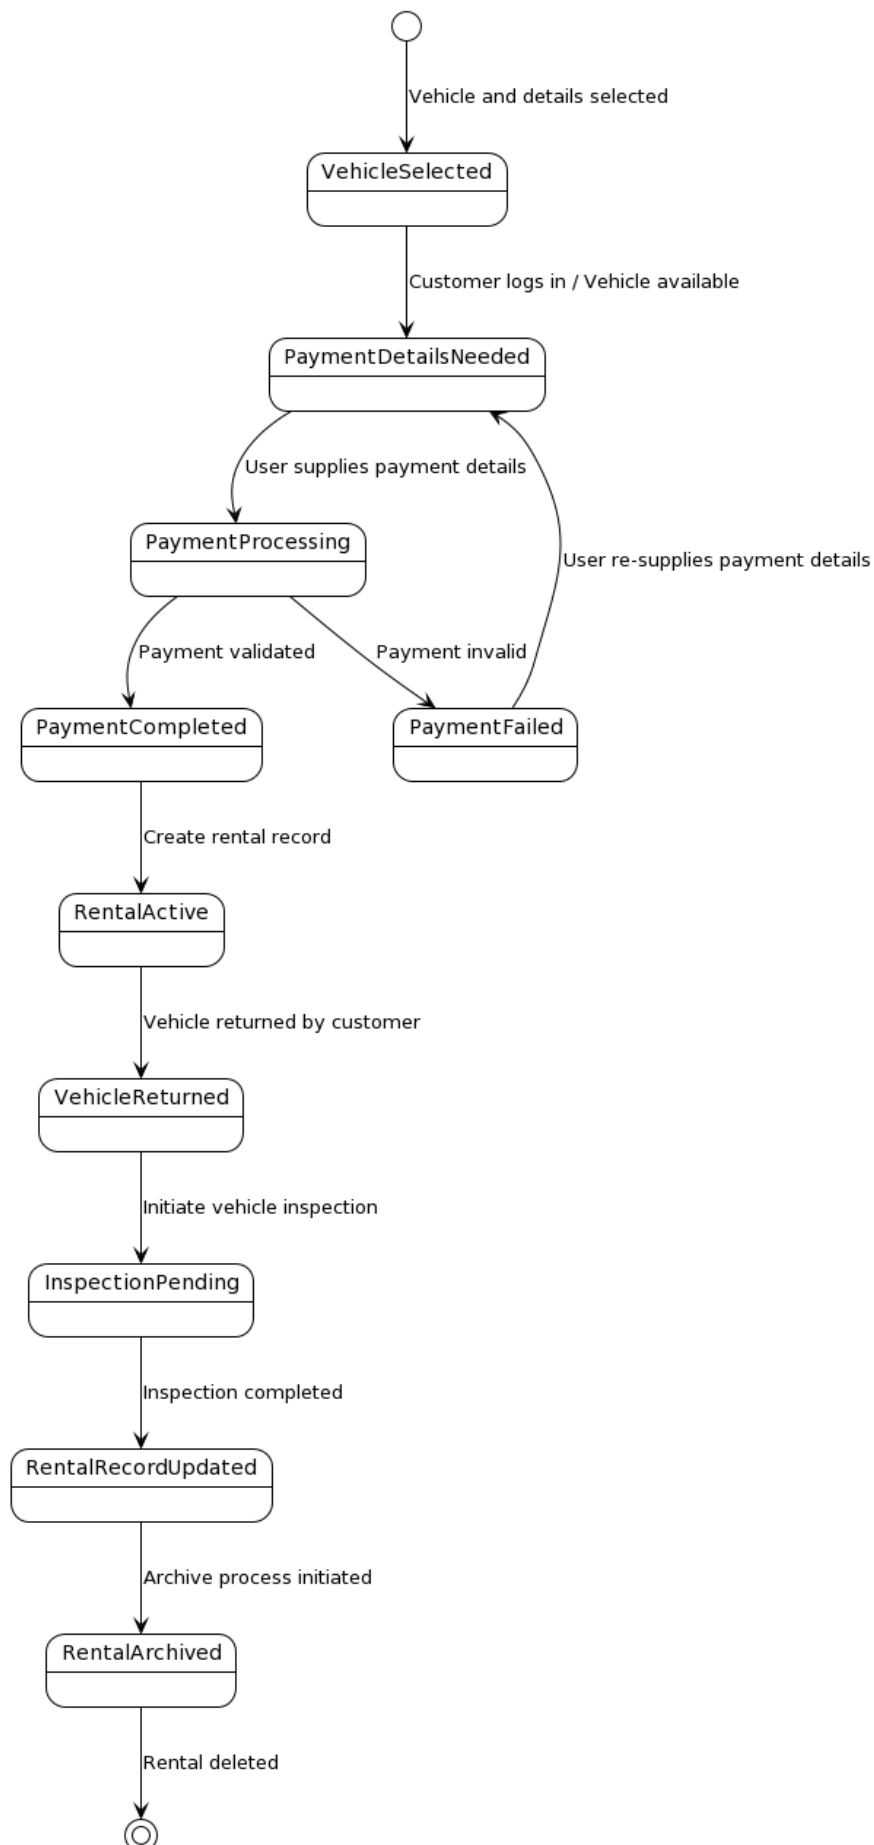 Vehicle and details selected
VehicleSelected
Customer logs in / Vehicle available
PaymentDetailsNeeded
User supplies payment details
PaymentProcessing
User re-supplies payment details
Payment validated
Payment invalid
PaymentCompleted
PaymentFailed
Create rental record
RentalActive
Vehicle returned by customer
VehicleReturned
Initiate vehicle inspection
InspectionPending
Inspection completed
RentalRecordUpdated
Archive process initiated
RentalArchived
Rental deleted